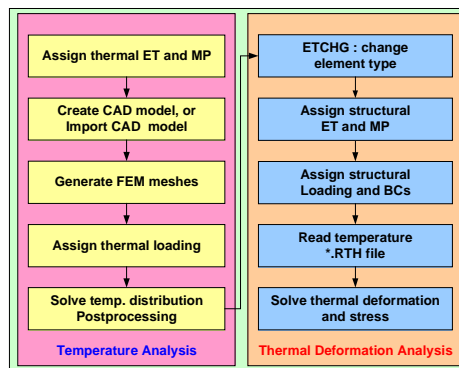 Assign thermal ET and MP
Create CAD model, or
Import CAD model
Generate FEM meshes
Assign thermal loading
Solve temp. distribution
Postprocessing
Temperature Analysis
ETCHG : change
element type
Assign structural
ET and MP
Assign structural
Loading and BCs
Read temperature
*.RTH file
Solve thermal deformation
and stress
Thermal Deformation Analysis